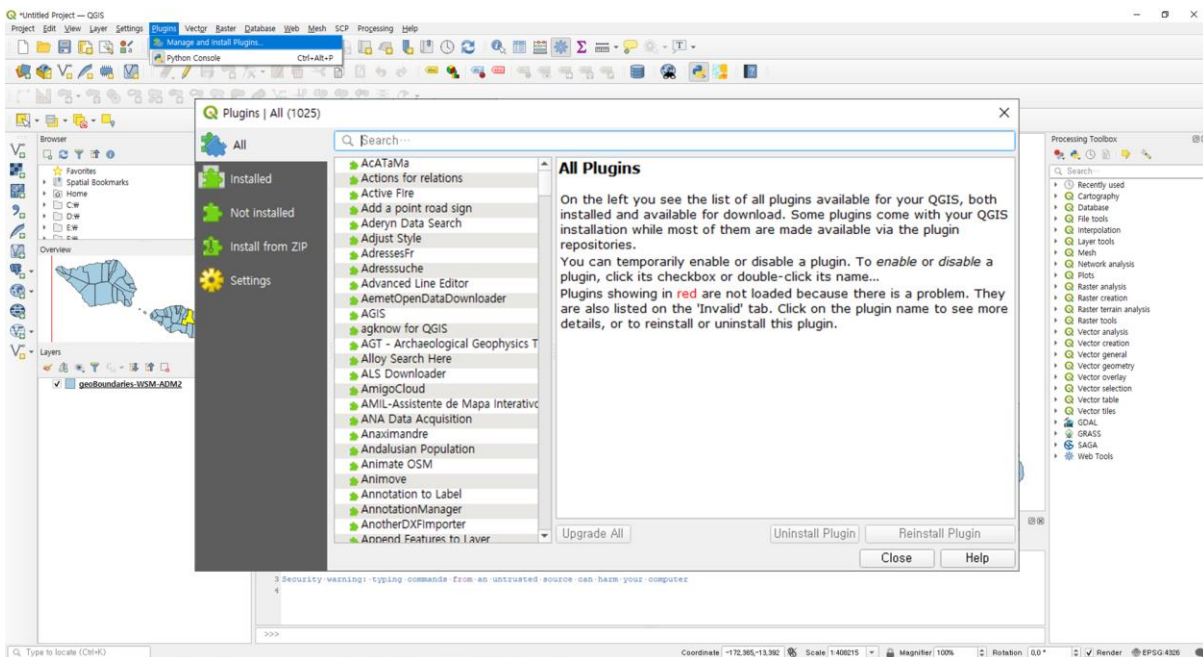 *Untitled Project — QGIS
Project Edit View Layer Settings Plugins Vector Raster Database Web Mesh SCP Processing Help
Manage and Install Plugins...
Python Console Ctrl+Alt+P
Plugins | All (1025)
All
Installed
Not installed
Install from ZIP
Settings
Search...
AcATaMa
Actions for relations
Active Fire
Add a point road sign
Aderyn Data Search
Adjust Style
AdressesFr
Adresssuche
Advanced Line Editor
AemetOpenDataDownloader
AGIS
agknow for QGIS
AGT - Archaeological Geophysics T
Alloy Search Here
ALS Downloader
AmigoCloud
AMIL-Assistente de Mapa Interativo
ANA Data Acquisition
Anaximandre
Andalusian Population
Animate OSM
Animove
Annotation to Label
AnnotationManager
AnotherDXFImporter
Append Features to Layer
All Plugins
On the left you see the list of all plugins available for your QGIS, both
installed and available for download. Some plugins come with your QGIS
installation while most of them are made available via the plugin
repositories.
You can temporarily enable or disable a plugin. To enable or disable a
plugin, click its checkbox or double-click its name...
Plugins showing in red are not loaded because there is a problem. They
are also listed on the 'Invalid' tab. Click on the plugin name to see more
details, or to reinstall or uninstall this plugin.
Upgrade All Uninstall Plugin Reinstall Plugin
Close Help
Browser
Favorites
Spatial Bookmarks
Home
C:₩
D:₩
E:₩
Overview
Layers
geoBoundaries-WSM-ADM2
Processing Toolbox
Search...
Recently used
Cartography
Database
File tools
Interpolation
Layer tools
Mesh
Network analysis
Plots
Raster analysis
Raster creation
Raster terrain analysis
Raster tools
Vector analysis
Vector creation
Vector general
Vector geometry
Vector overlay
Vector selection
Vector table
Vector tiles
GDAL
GRASS
SAGA
Web Tools
3 Security warning: typing commands from an untrusted source can harm your computer
4
>>>
Type to locate (Ctrl+K) Coordinate -172,365,-13,392 Scale 1:408215 Magnifier 100% Rotation 0,0 ° Render EPSG:4326